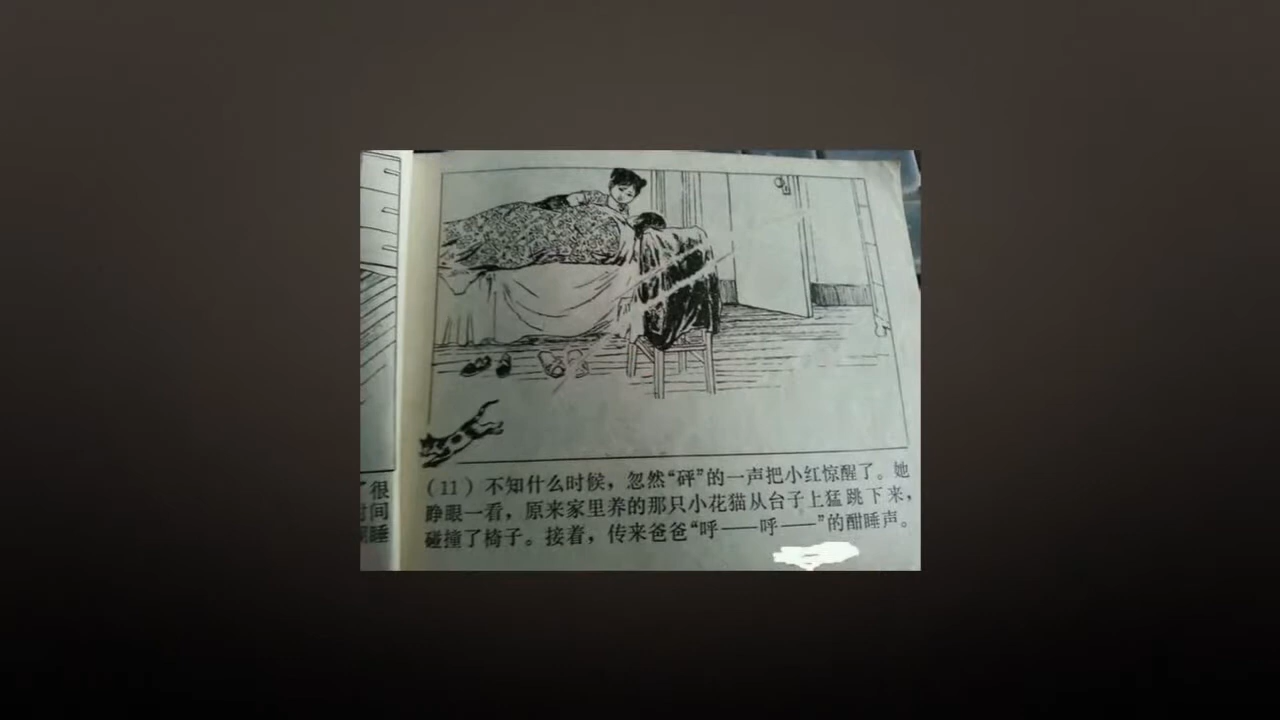 (11)不知什么时候，忽然“砰”的一声把小红惊醒了。她
睁眼一看，原来家里养的那只小花猫从台子上猛跳下来，
碰撞了椅子。接着，传来爸爸“呼——呼——”的酣睡声。
很
间
睡